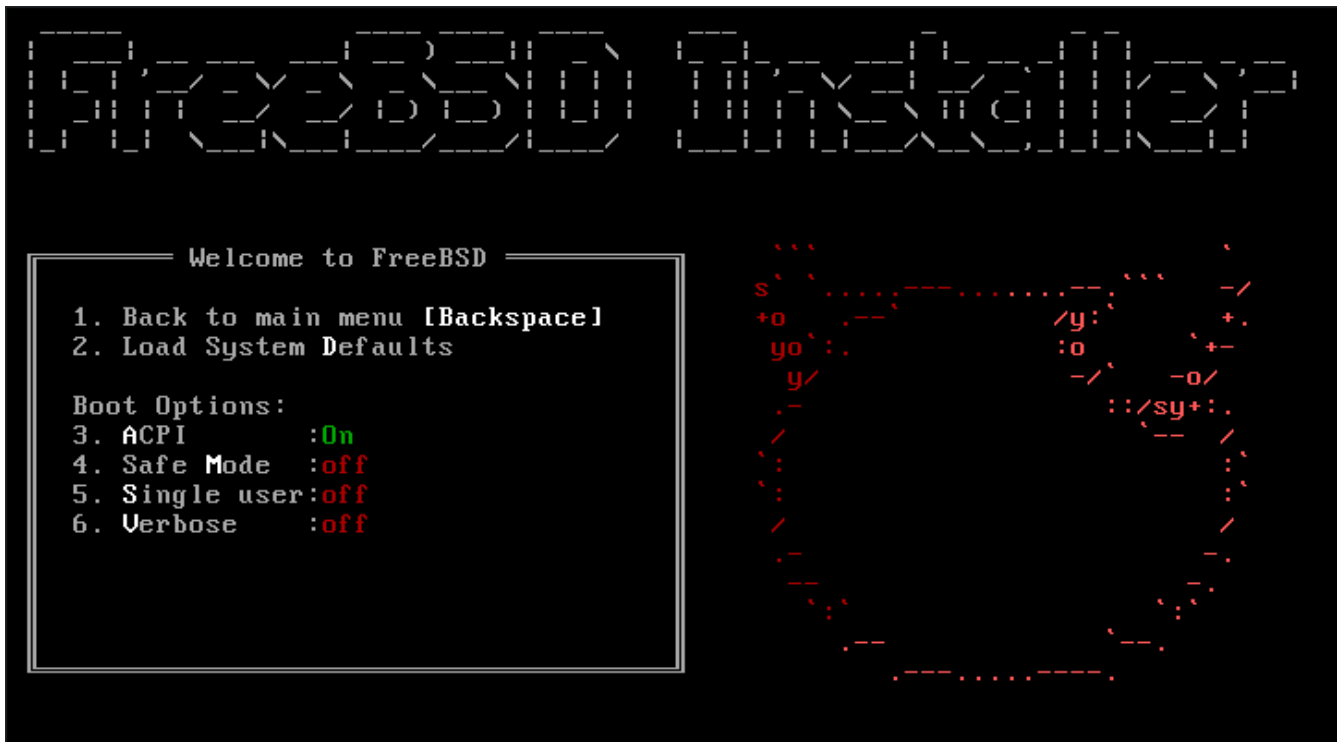 FreeBSD Installer
Welcome to FreeBSD
1. Back to main menu [Backspace]
2. Load System Defaults
Boot Options:
3. ACPI :On
4. Safe Mode :off
5. Single user:off
6. Verbose :off